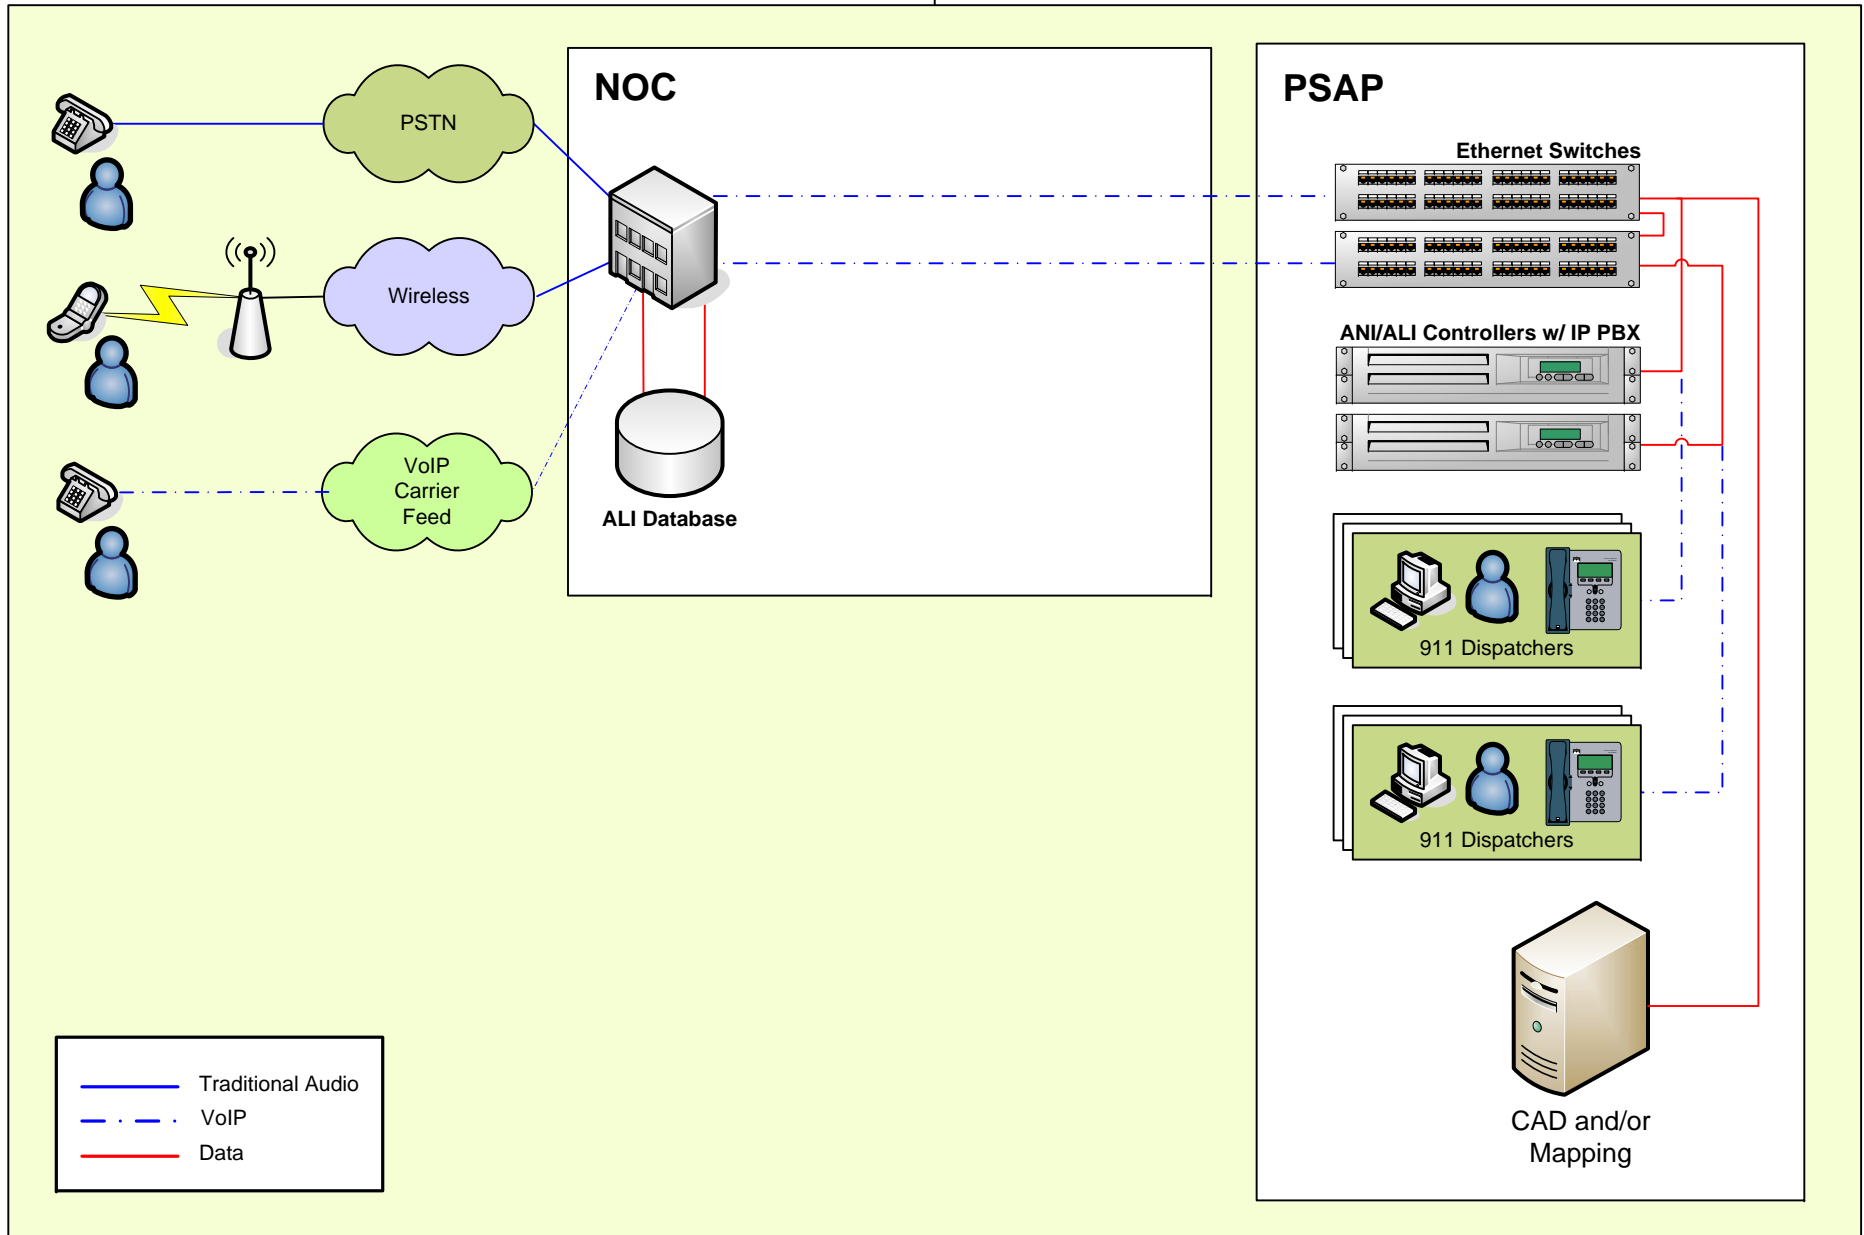 NOC
PSAP
PSTN
Ethernet Switches
Wireless
ANI/ALI Controllers w/ IP PBX
VoIP
Carrier
Feed
ALI Database
911 Dispatchers
911 Dispatchers
Traditional Audio
VoIP
Data
CAD and/or
Mapping